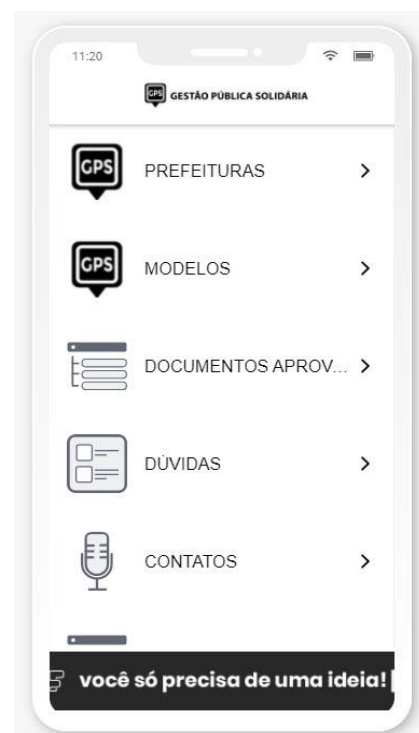 11:20
GPS GESTÃO PÚBLICA SOLIDÁRIA
GPS PREFEITURAS
GPS MODELOS
DOCUMENTOS APROV...
DÚVIDAS
CONTATOS
você só precisa de uma ideia!